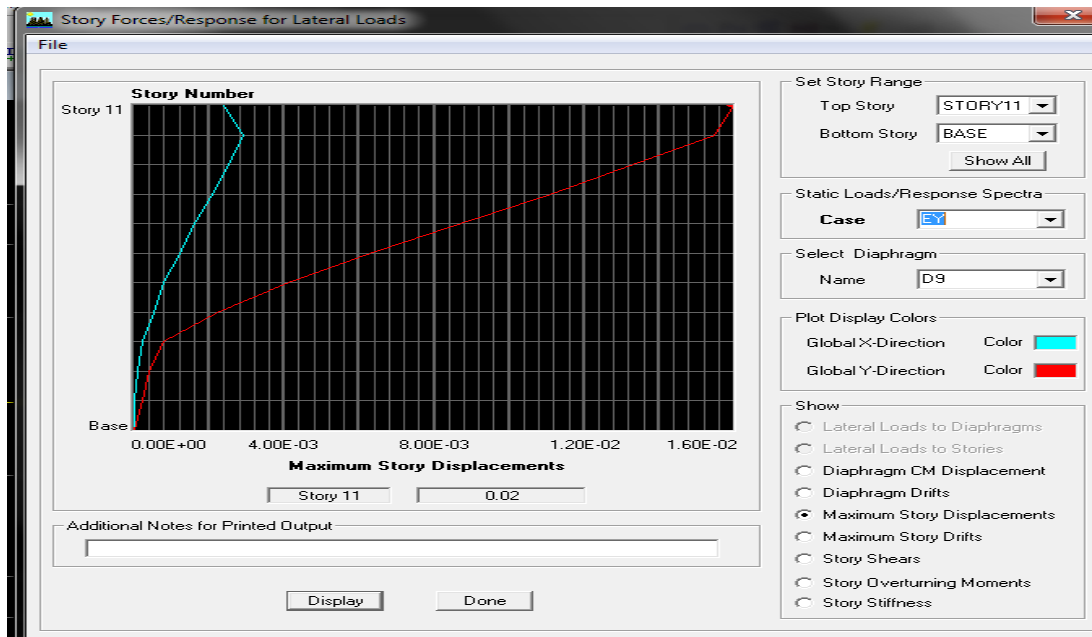 Story Forces/Response for Lateral Loads
File
Story Number
Story 11
Base
0.00E+00 4.00E-03 8.00E-03 1.20E-02 1.60E-02
Maximum Story Displacements
Story 11 0.02
Additional Notes for Printed Output
Display Done
Set Story Range
Top Story STORY11
Bottom Story BASE
Show All
Static Loads/Response Spectra
Case EY
Select Diaphragm
Name D9
Plot Display Colors
Global X-Direction Color
Global Y-Direction Color
Show
Lateral Loads to Diaphragms
Lateral Loads to Stories
Diaphragm CM Displacement
Diaphragm Drifts
Maximum Story Displacements
Maximum Story Drifts
Story Shears
Story Overturning Moments
Story Stiffness